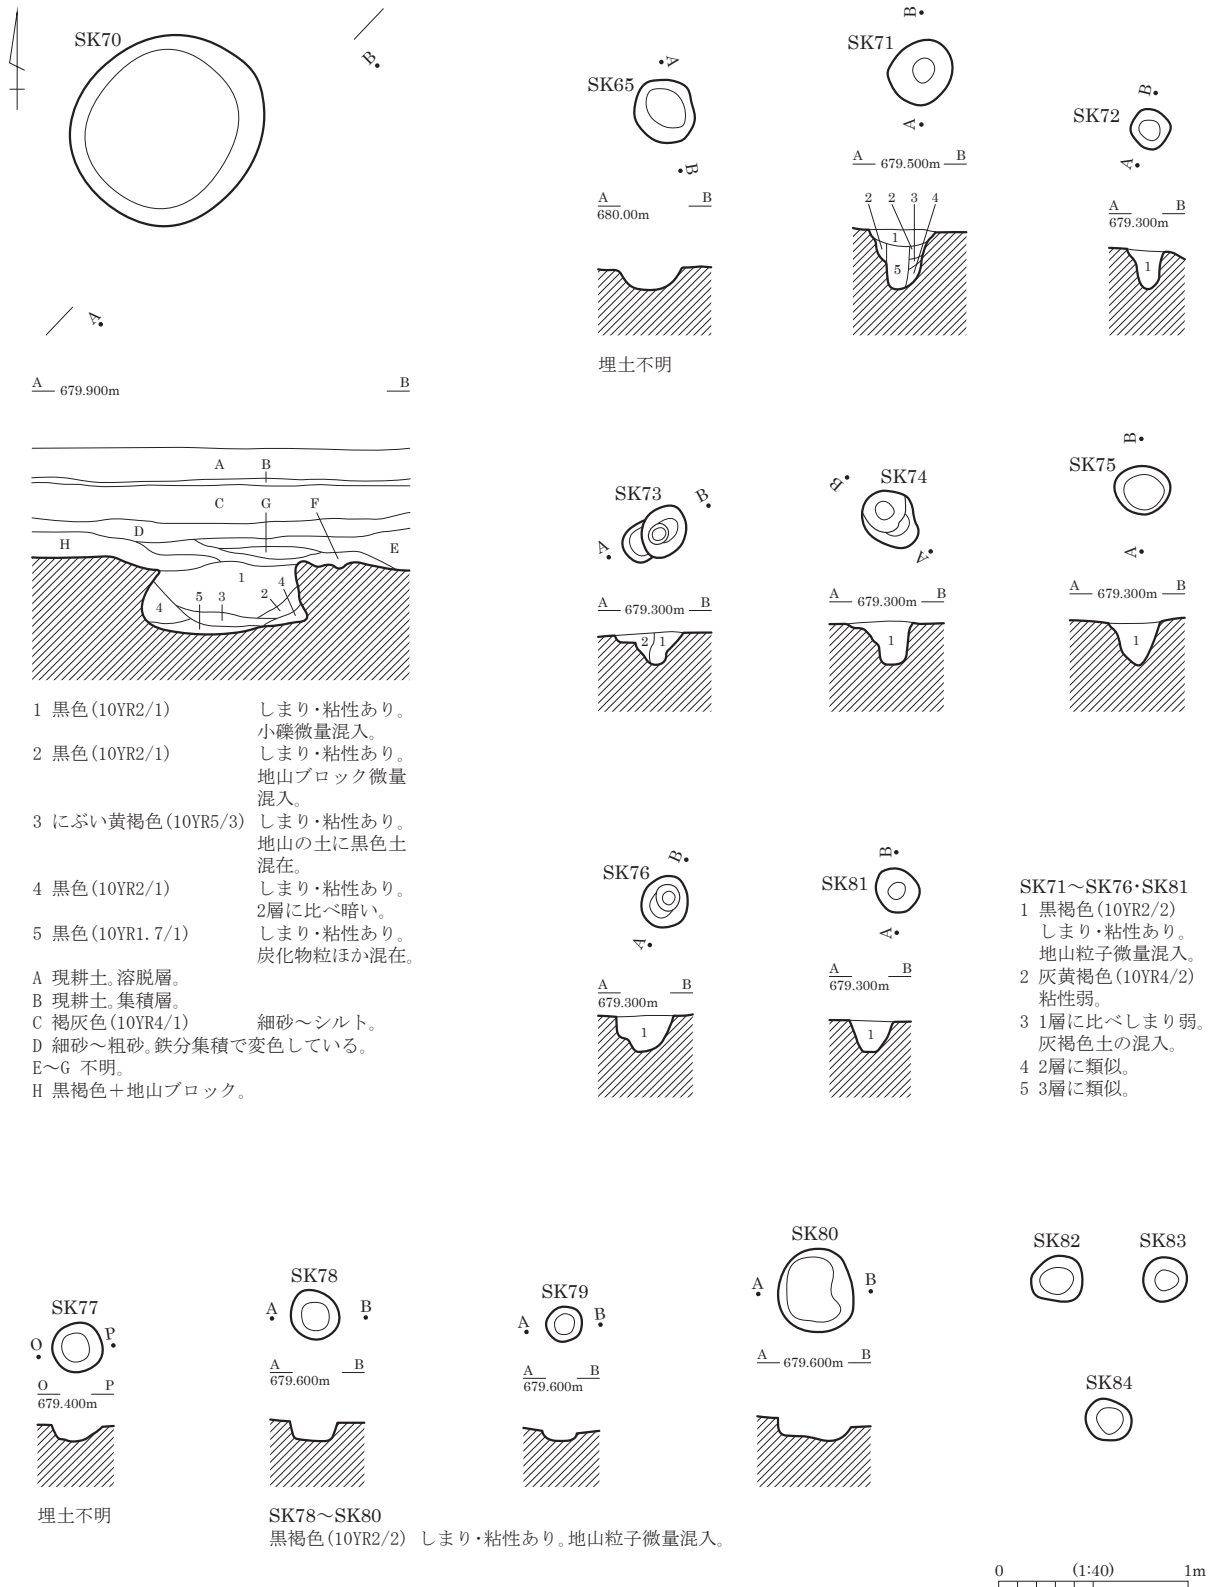 SK70
B
A
A 679.900m B
A B
C G F
D
H E
1
4 5 3 2 4
1 黒色(10YR2/1) しまり・粘性あり。
小礫微量混入。
2 黒色(10YR2/1) しまり・粘性あり。
地山ブロック微量
混入。
3 にぶい黄褐色(10YR5/3) しまり・粘性あり。
地山の土に黒色土
混在。
4 黒色(10YR2/1) しまり・粘性あり。
2層に比べ暗い。
5 黒色(10YR1.7/1) しまり・粘性あり。
炭化物粒ほか混在。
A 現耕土。溶脱層。
B 現耕土。集積層。
C 褐灰色(10YR4/1) 細砂～シルト。
D 細砂～粗砂。鉄分集積で変色している。
E～G 不明。
H 黒褐色＋地山ブロック。
SK65
A
B
A B
680.00m
埋土不明
SK71
B
A
A 679.500m B
2 2 3 4
1
5
SK72
B
A
A B
679.300m
1
SK73
B
A
A 679.300m B
2 1
SK74
B
A
A 679.300m B
1
SK75
B
A
A 679.300m B
1
SK76
B
A
A B
679.300m
1
SK81
B
A
A B
679.300m
1
SK71～SK76・SK81
1 黒褐色(10YR2/2)
しまり・粘性あり。
地山粒子微量混入。
2 灰黄褐色(10YR4/2)
粘性弱。
3 1層に比べしまり弱。
灰褐色土の混入。
4 2層に類似。
5 3層に類似。
SK77
O P
O P
679.400m
埋土不明
SK78
A B
A B
679.600m
SK79
A B
A B
679.600m
SK80
A B
A 679.600m B
SK78～SK80
黒褐色(10YR2/2) しまり・粘性あり。地山粒子微量混入。
SK82
SK83
SK84
0 (1:40) 1m